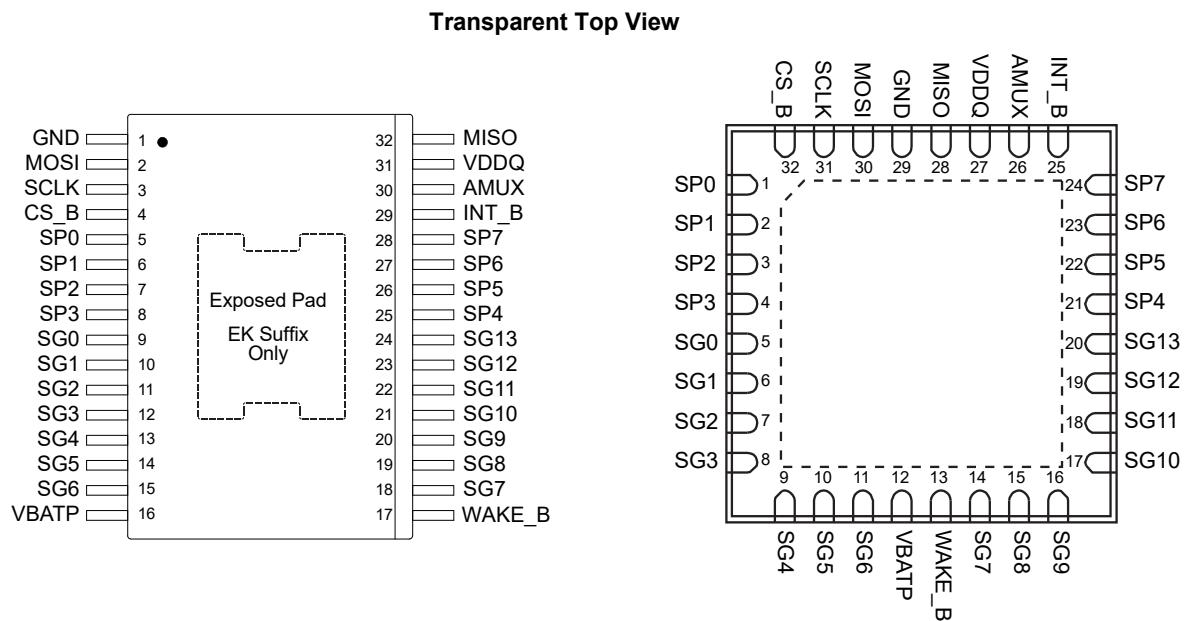 Transparent Top View
GND 1 32 MISO
MOSI 2 31 VDDQ
SCLK 3 30 AMUX
CS_B 4 29 INT_B
SP0 5 28 SP7
SP1 6 27 SP6
SP2 7 26 SP5
SP3 8 25 SP4
SG0 9 24 SG13
SG1 10 23 SG12
SG2 11 22 SG11
SG3 12 21 SG10
SG4 13 20 SG9
SG5 14 19 SG8
SG6 15 18 SG7
VBATP 16 17 WAKE_B
Exposed Pad
EK Suffix
Only
CS_B SCLK MOSI GND MISO VDDQ AMUX INT_B
32 31 30 29 28 27 26 25
SP0 1 24 SP7
SP1 2 23 SP6
SP2 3 22 SP5
SP3 4 21 SP4
SG0 5 20 SG13
SG1 6 19 SG12
SG2 7 18 SG11
SG3 8 17 SG10
9 10 11 12 13 14 15 16
SG4 SG5 SG6 VBATP WAKE_B SG7 SG8 SG9